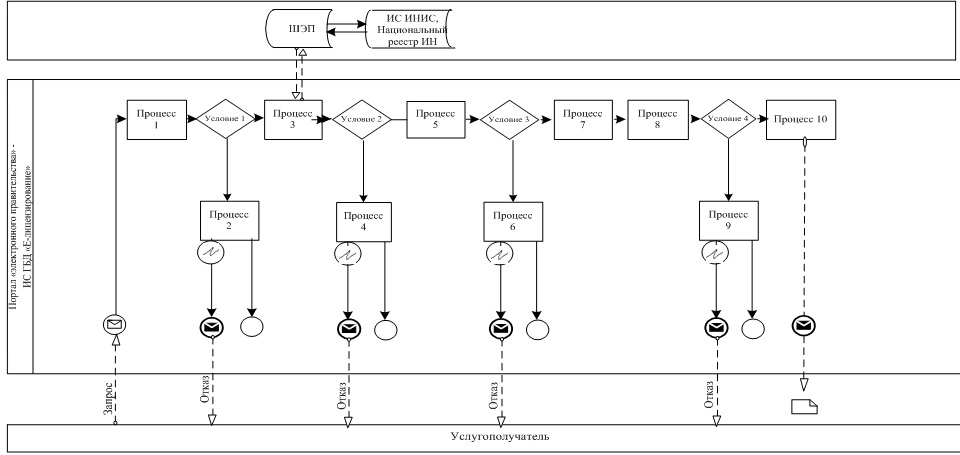 ШЭП
ИС ИНИС,
Национальный
реестр ИН
Портал «электронного правительства» -
ИС ГБД «Е-лицензирование»
Процесс
1
Условие 1
Процесс
3
Условие 2
Процесс
5
Условие 3
Процесс
7
Процесс
8
Условие 4
Процесс 10
Процесс
2
Процесс
4
Процесс
6
Процесс
9
Запрос
Отказ
Отказ
Отказ
Отказ
Услугополучатель